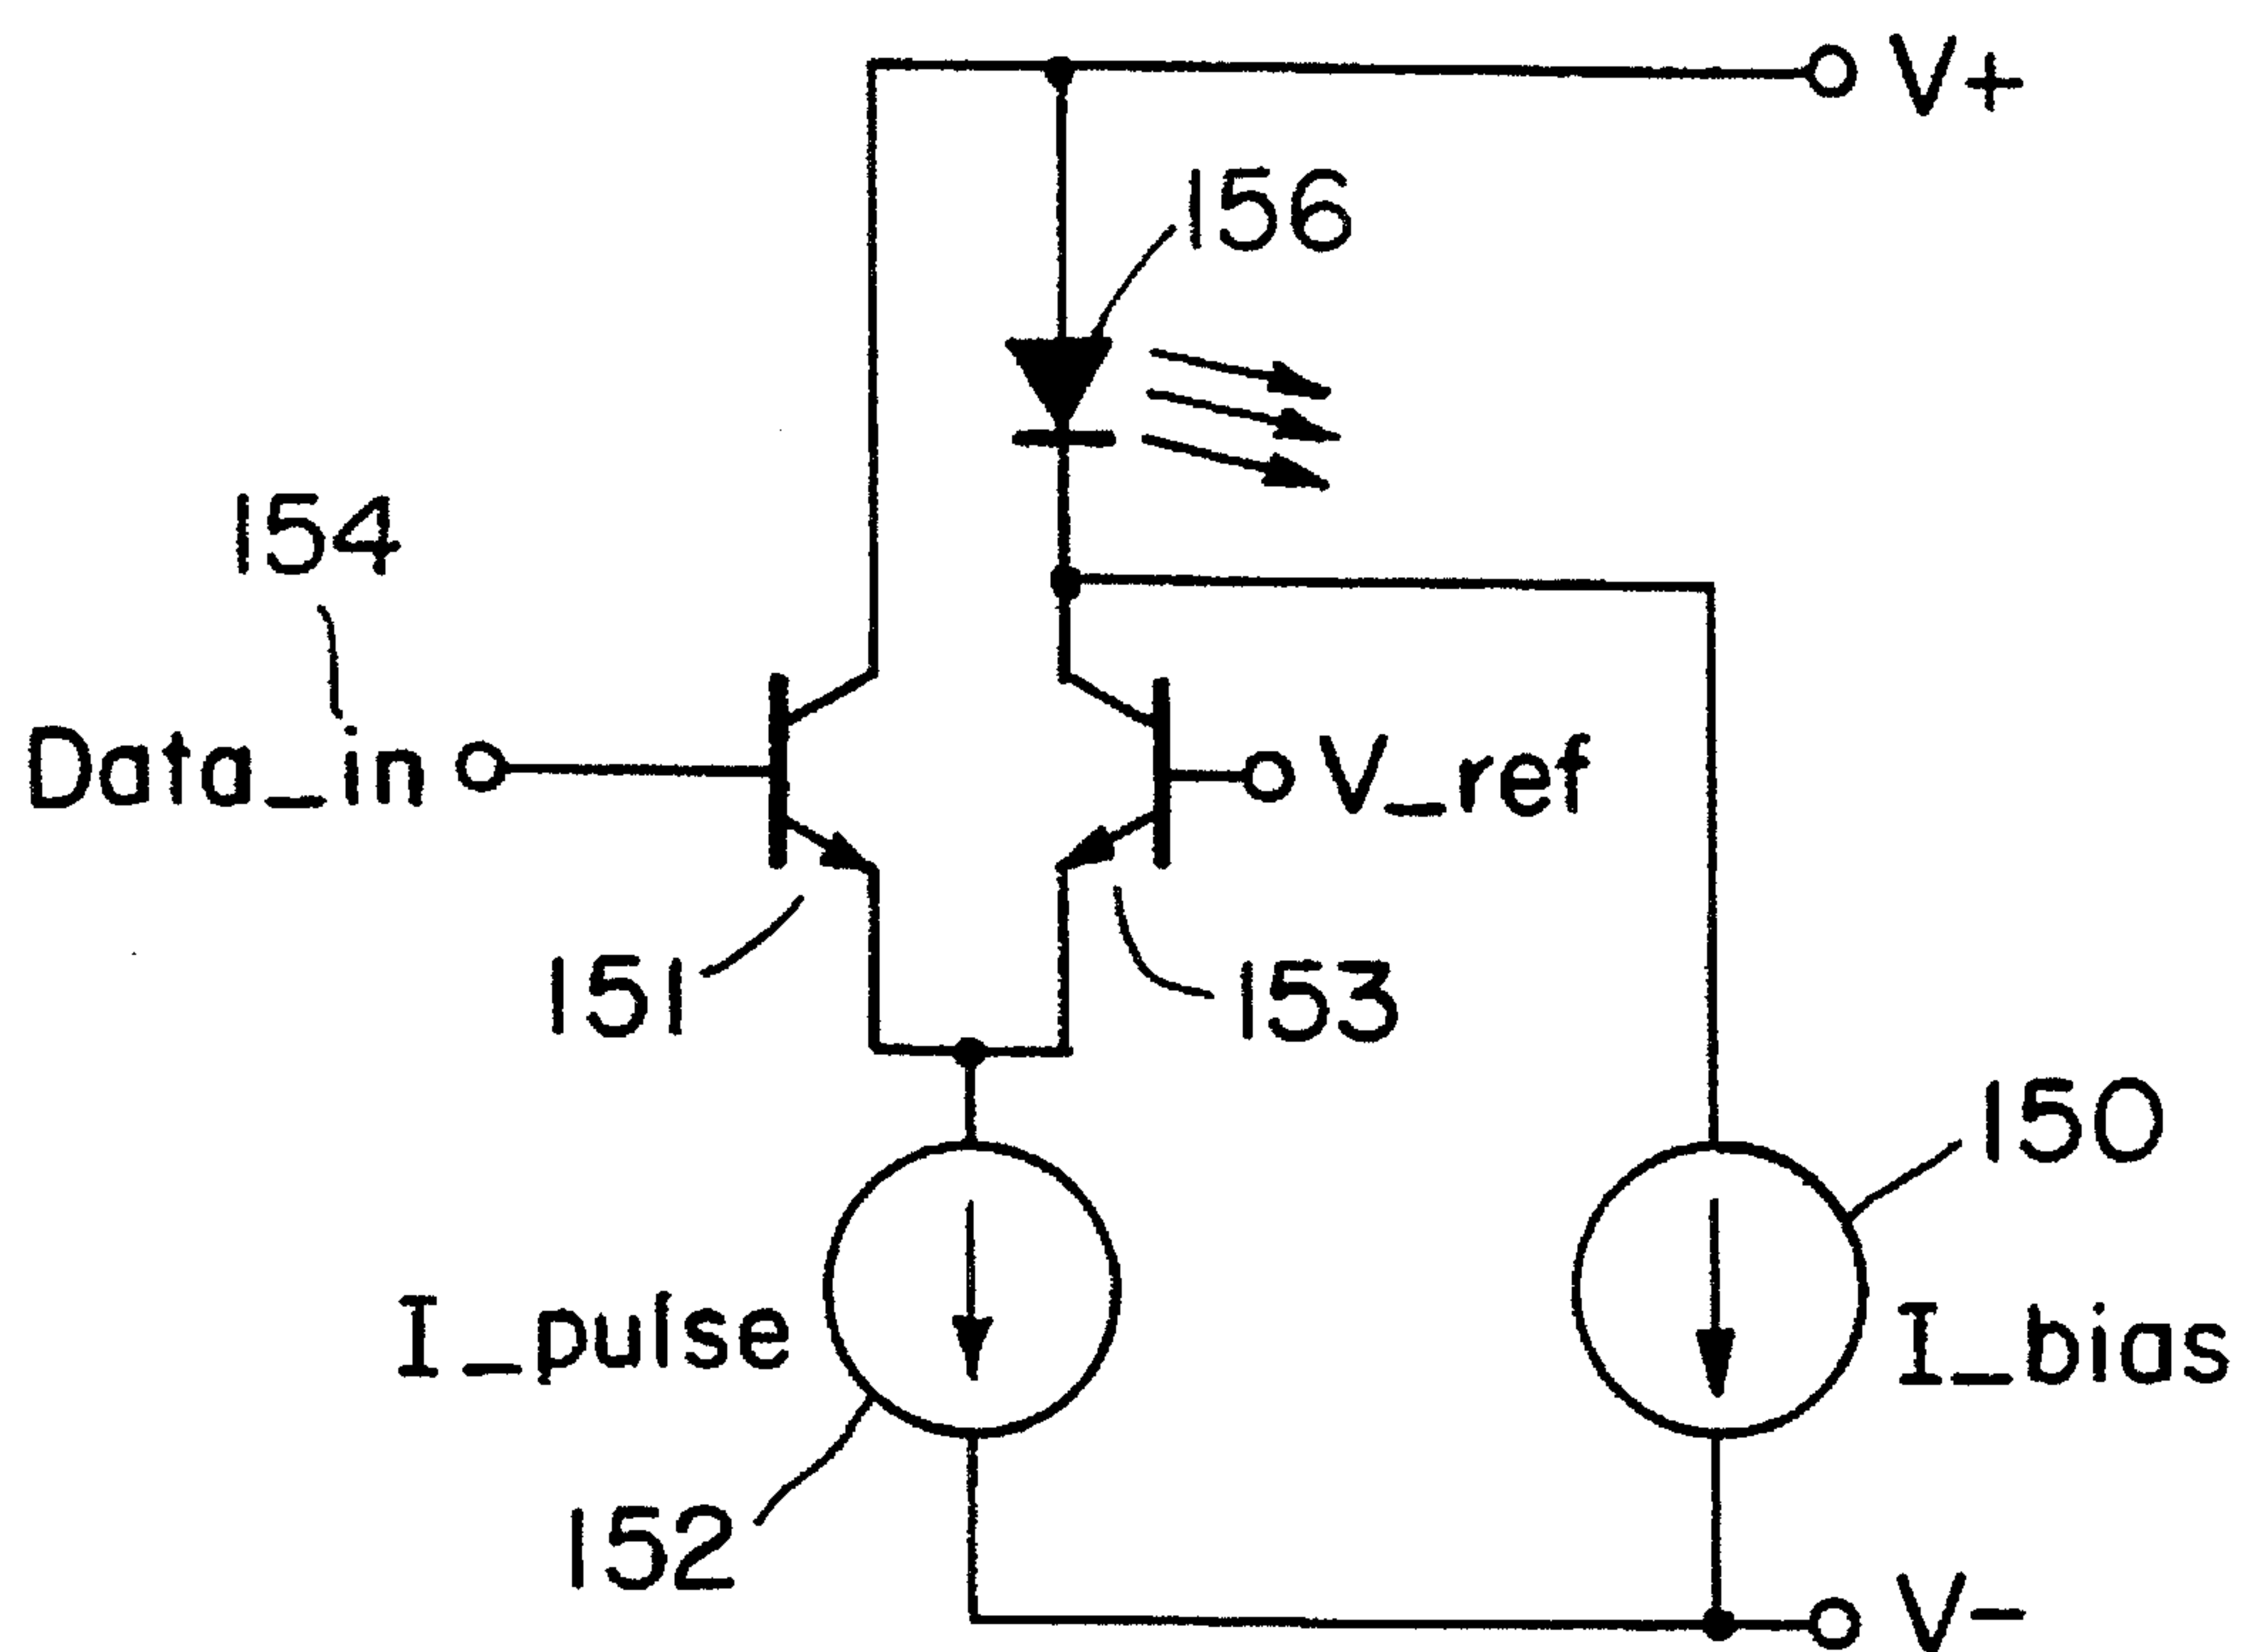 V+
156
154
Data_in
V_ref
151
153
150
I_pulse
I_bias
152
V-